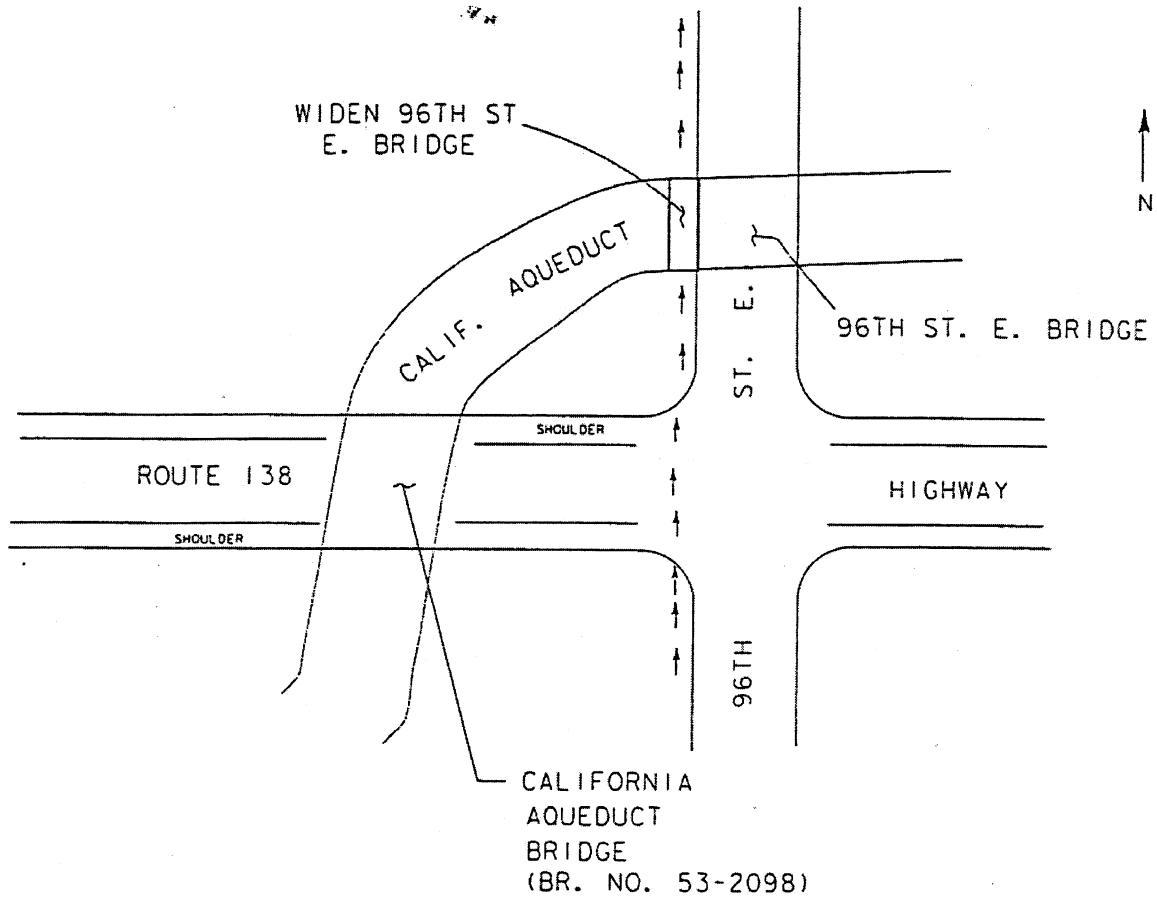 WIDEN 96TH ST
E. BRIDGE
N
CALIF. AQUEDUCT
96TH ST. E. BRIDGE
ST. E.
SHOULDER
ROUTE 138
HIGHWAY
SHOULDER
96TH
CALIFORNIA
AQUEDUCT
BRIDGE
(BR. NO. 53-2098)